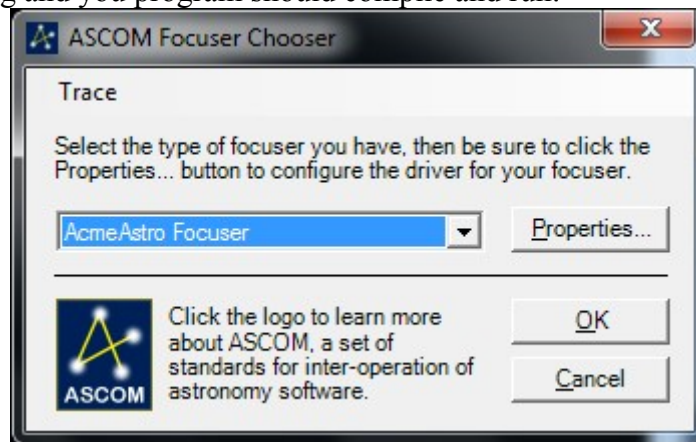 g and you program should compile and run.
ASCOM Focuser Chooser
Trace
Select the type of focuser you have, then be sure to click the
Properties... button to configure the driver for your focuser.
AcmeAstro Focuser
Properties...
Click the logo to learn more
about ASCOM, a set of
standards for inter-operation of
astronomy software.
ASCOM
OK
Cancel